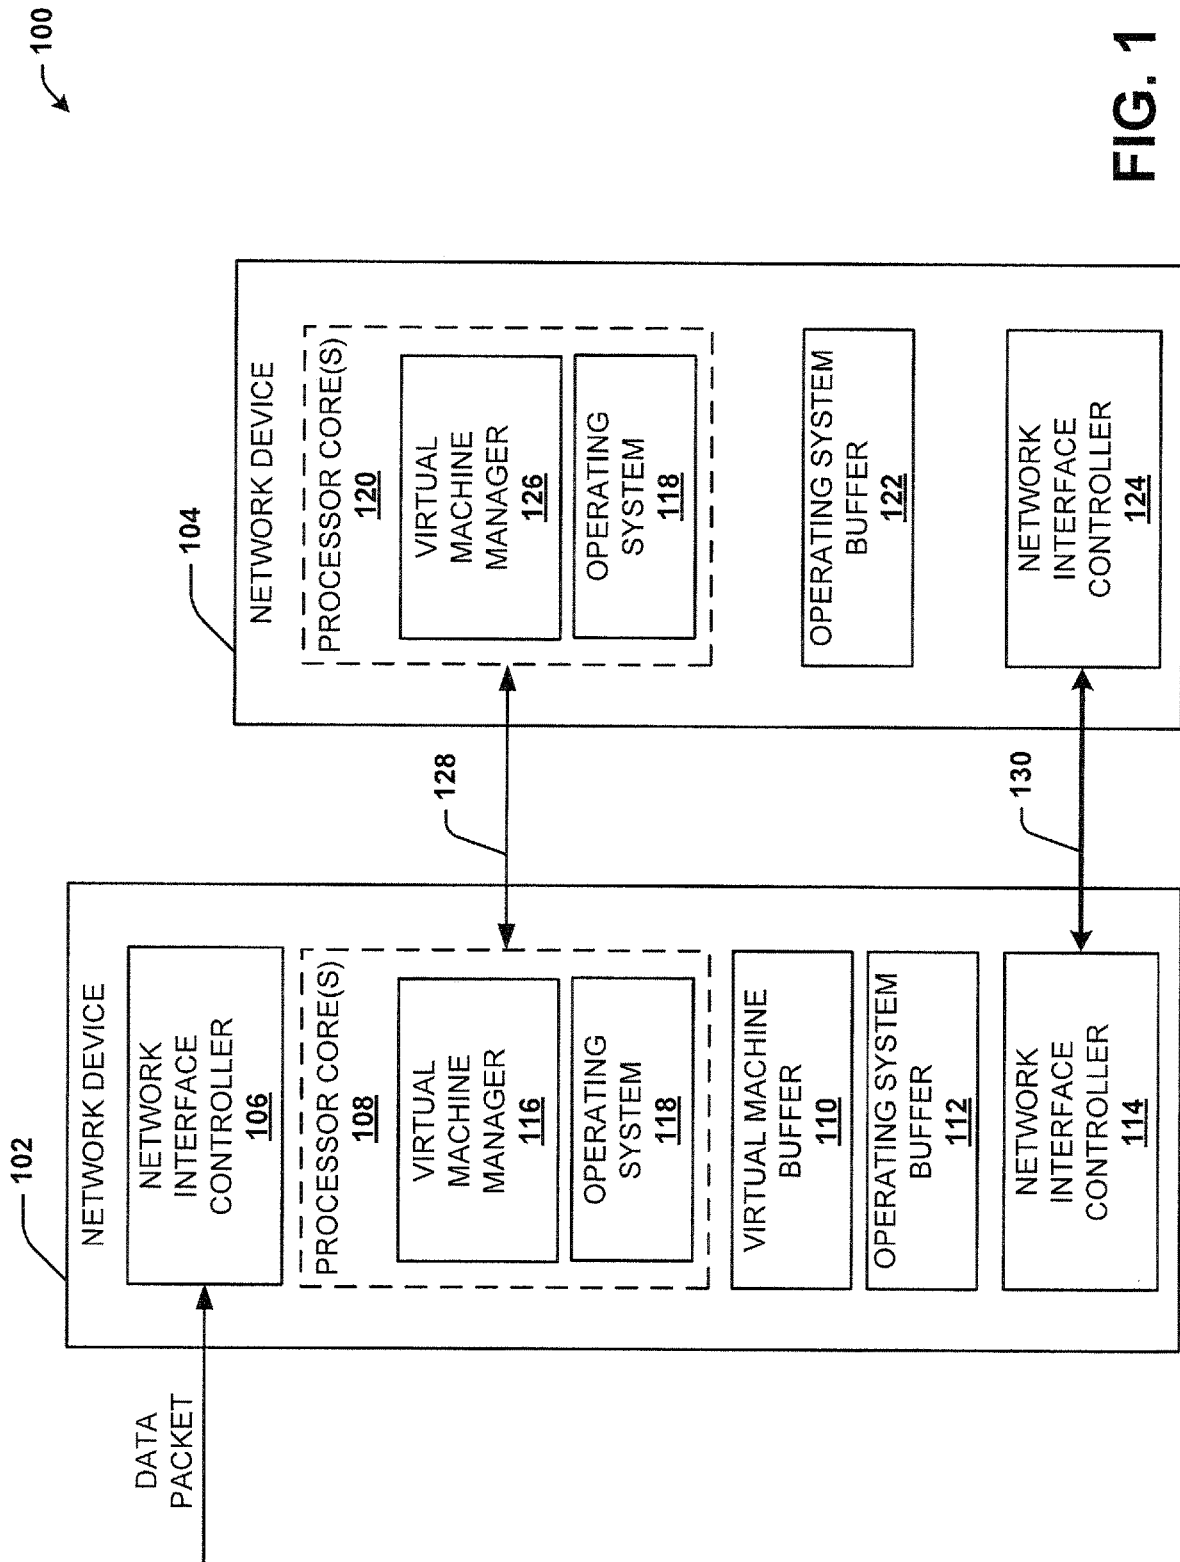 100
102
NETWORK DEVICE
DATA
PACKET
NETWORK
INTERFACE
CONTROLLER
106
PROCESSOR CORE(S)
108
VIRTUAL
MACHINE
MANAGER
116
OPERATING
SYSTEM
118
VIRTUAL MACHINE
BUFFER
110
OPERATING SYSTEM
BUFFER
112
NETWORK
INTERFACE
CONTROLLER
114
128
130
104
NETWORK DEVICE
PROCESSOR CORE(S)
120
VIRTUAL
MACHINE
MANAGER
126
OPERATING
SYSTEM
118
OPERATING SYSTEM
BUFFER
122
NETWORK
INTERFACE
CONTROLLER
124
FIG. 1